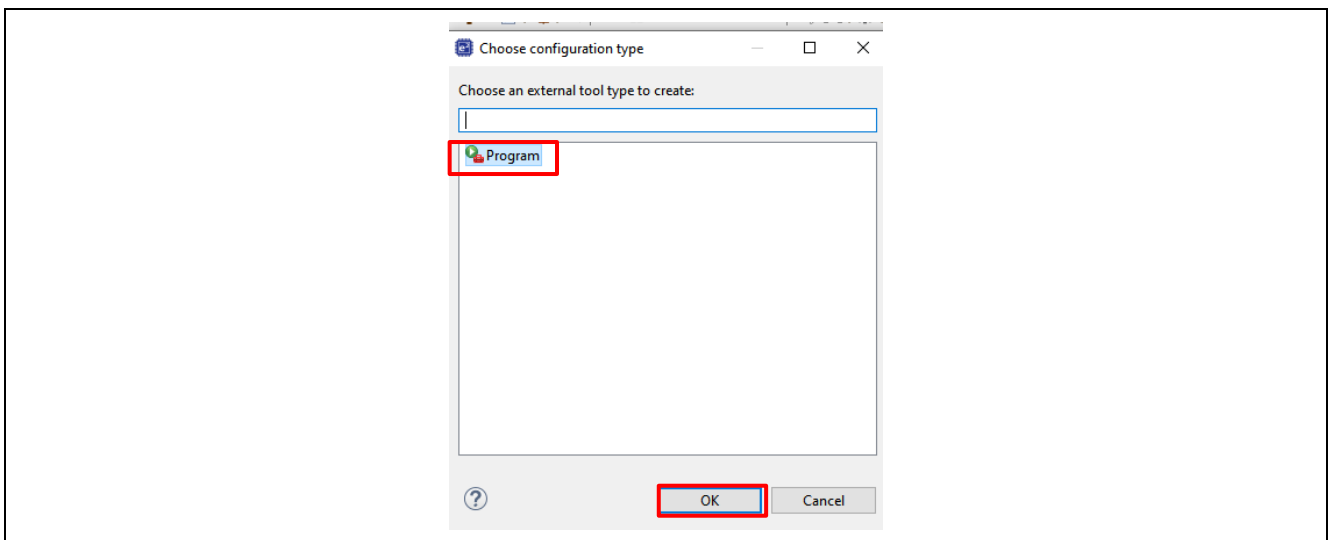 Choose configuration type
Choose an external tool type to create:
Program
?
OK
Cancel